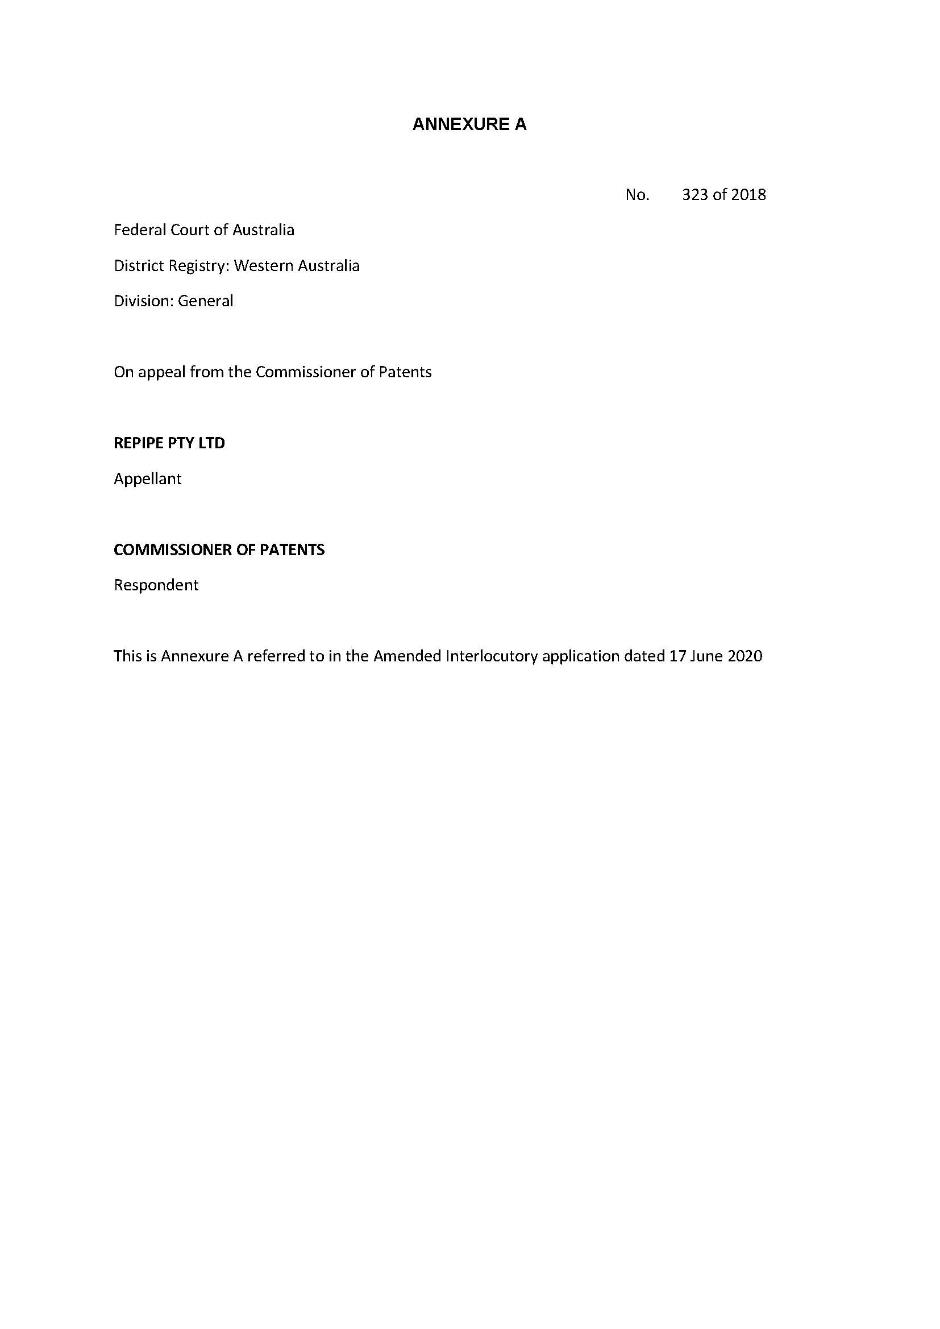 ANNEXURE A
No. 323 of 2018
Federal Court of Australia
District Registry: Western Australia
Division: General
On appeal from the Commissioner of Patents
REPIPE PTY LTD
Appellant
COMMISSIONER OF PATENTS
Respondent
This is Annexure A referred to in the Amended Interlocutory application dated 17 June 2020